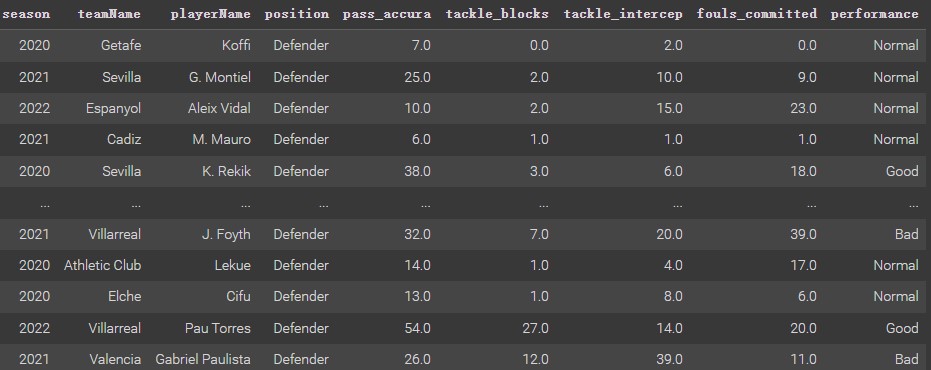 season teamName playerName position pass_accura tackle_blocks tackle_intercep fouls_committed performance
2020 Getafe Koffi Defender 7.0 0.0 2.0 0.0 Normal
2021 Sevilla G. Montiel Defender 25.0 2.0 10.0 9.0 Normal
2022 Espanyol Aleix Vidal Defender 10.0 2.0 15.0 23.0 Normal
2021 Cadiz M. Mauro Defender 6.0 1.0 1.0 1.0 Normal
2020 Sevilla K. Rekik Defender 38.0 3.0 6.0 18.0 Good
... ... ... ... ... ... ... ... ...
2021 Villarreal J. Foyth Defender 32.0 7.0 20.0 39.0 Bad
2020 Athletic Club Lekue Defender 14.0 1.0 4.0 17.0 Normal
2020 Elche Cifu Defender 13.0 1.0 8.0 6.0 Normal
2022 Villarreal Pau Torres Defender 54.0 27.0 14.0 20.0 Good
2021 Valencia Gabriel Paulista Defender 26.0 12.0 39.0 11.0 Bad